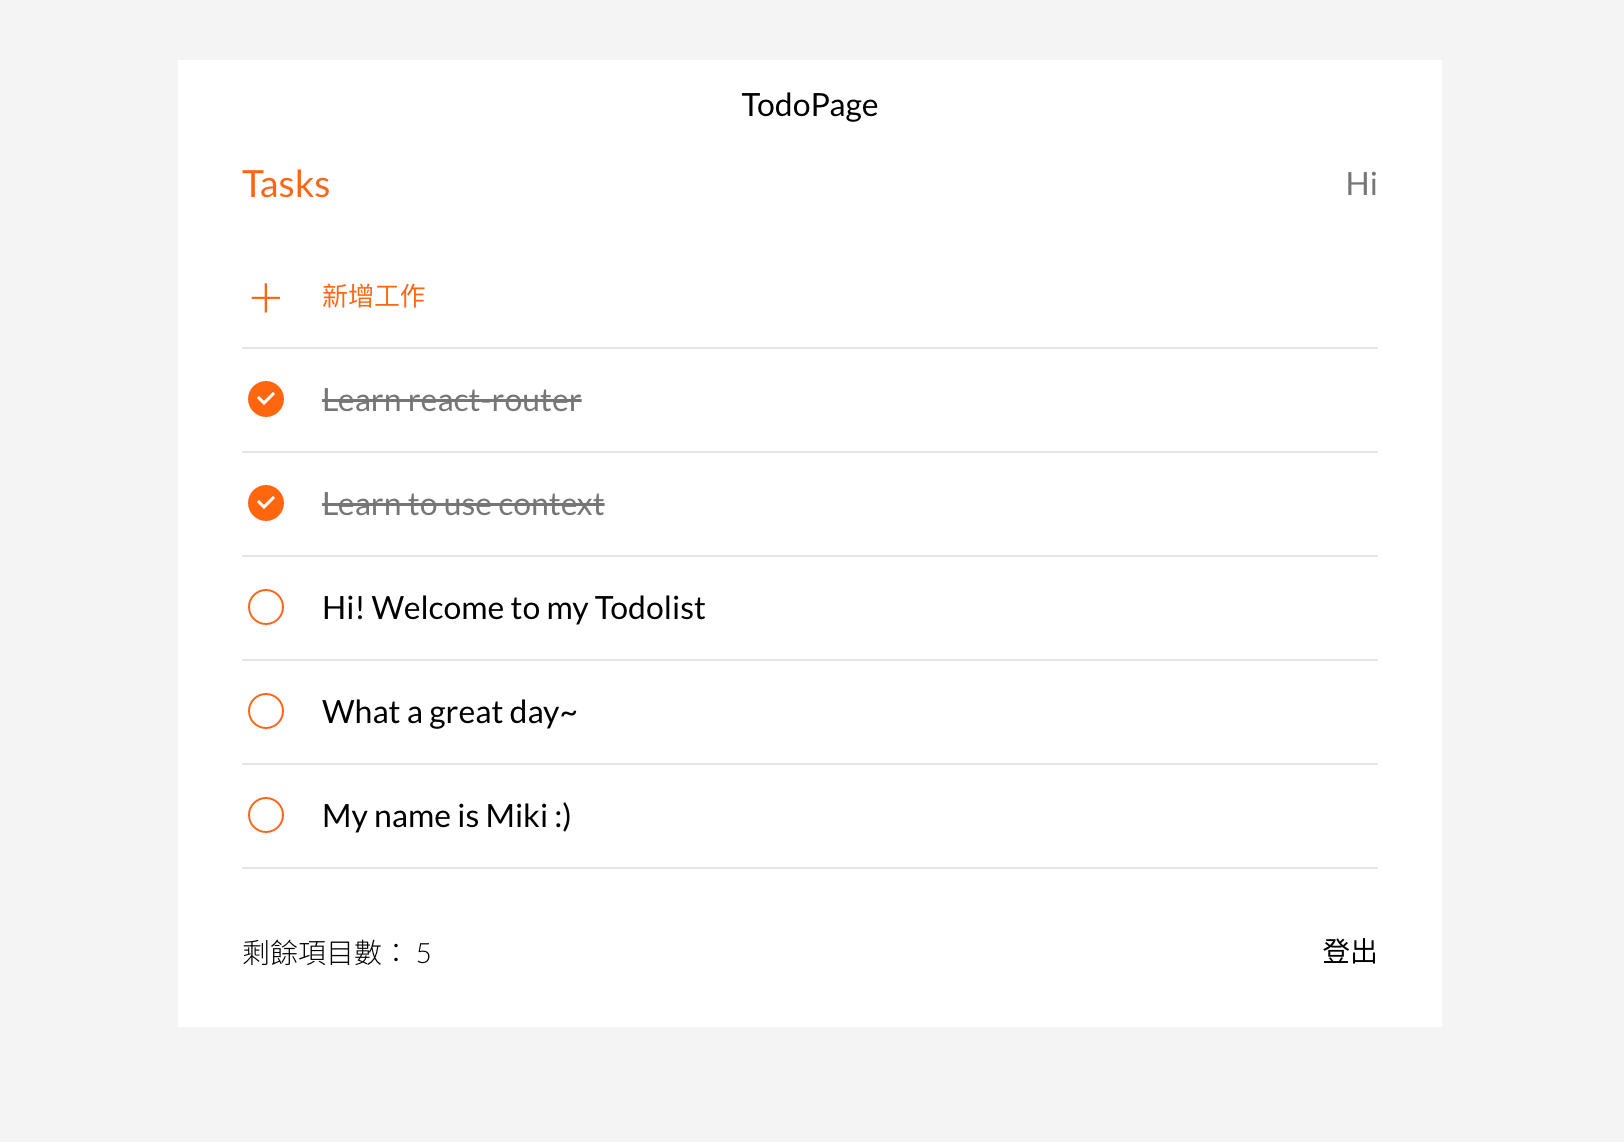 TodoPage
Tasks
Hi
新增工作
Learn react-router
Learn to use context
Hi! Welcome to my Todolist
What a great day~
My name is Miki :)
剩餘項目數： 5
登出